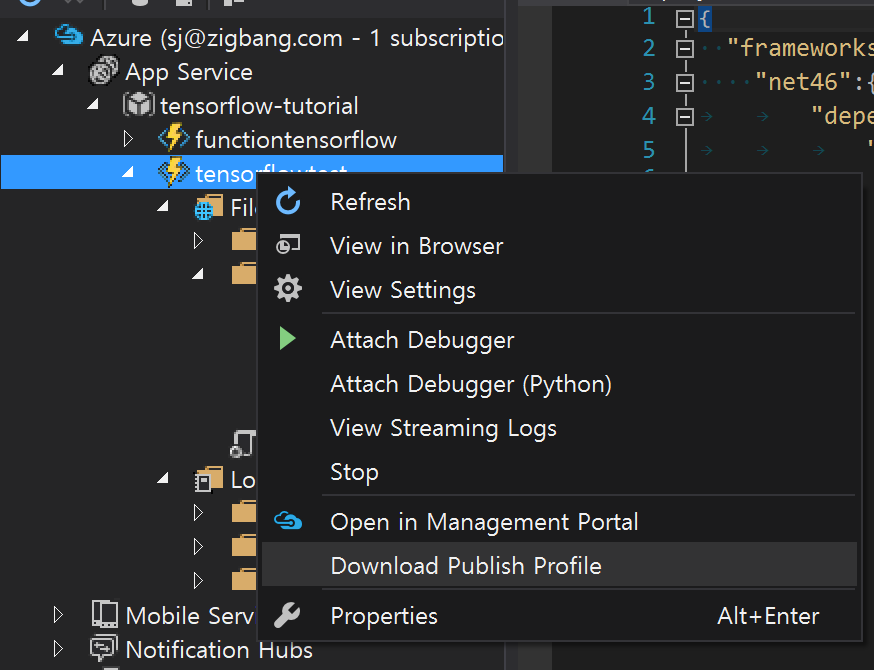 Azure (sj@zigbang.com - 1 subscriptio
App Service
tensorflow-tutorial
functiontensorflow
tensorflowtest
File
Lo
Mobile Serv
Notification Hubs
Refresh
View in Browser
View Settings
Attach Debugger
Attach Debugger (Python)
View Streaming Logs
Stop
Open in Management Portal
Download Publish Profile
Properties Alt+Enter
1 {
2 "frameworks
3 "net46":{
4 "depe
5 "